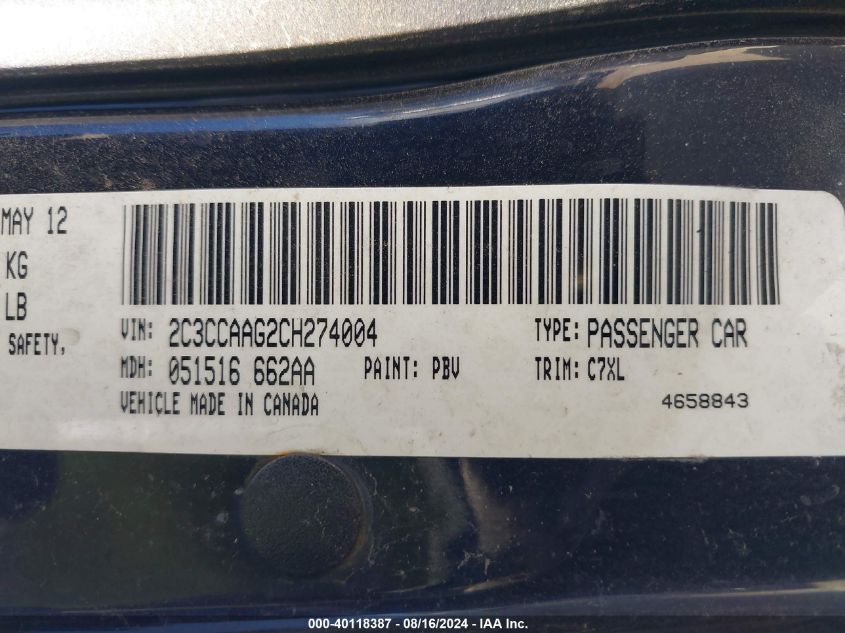 MAY 12
KG
LB
SAFETY,
VIN: 2C3CCAAG2CH274004 TYPE: PASSENGER CAR
MDH: 051516 662AA PAINT: PBV TRIM: C7XL
VEHICLE MADE IN CANADA 4658843
000-40118387 - 08/16/2024 - IAA Inc.